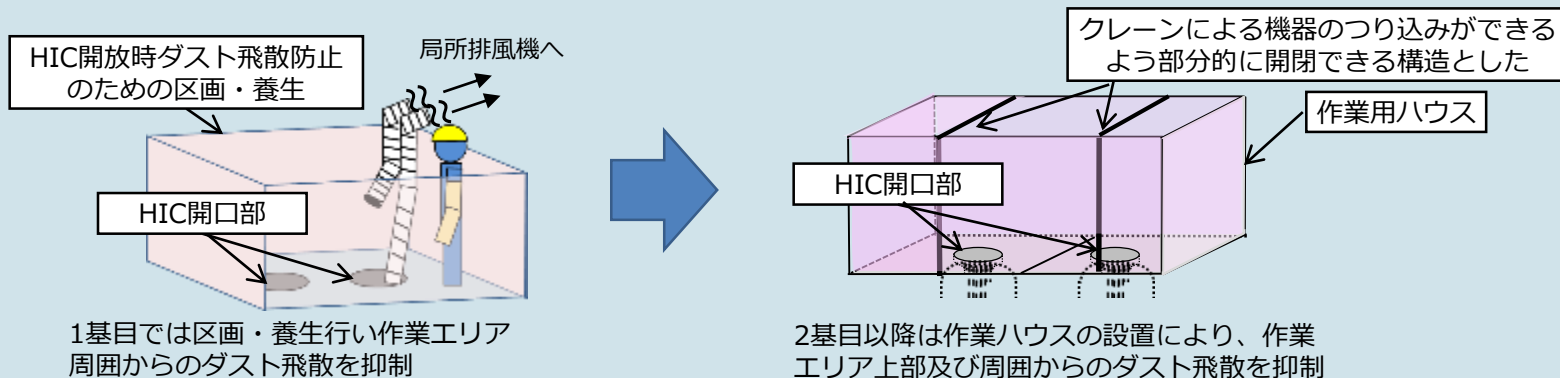 HIC開放時ダスト飛散防止
のための区画・養生
局所排風機へ
HIC開口部
1基目では区画・養生行い作業エリア
周囲からのダスト飛散を抑制
クレーンによる機器のつり込みができる
よう部分的に開閉できる構造とした
作業用ハウス
HIC開口部
2基目以降は作業ハウスの設置により、作業
エリア上部及び周囲からのダスト飛散を抑制